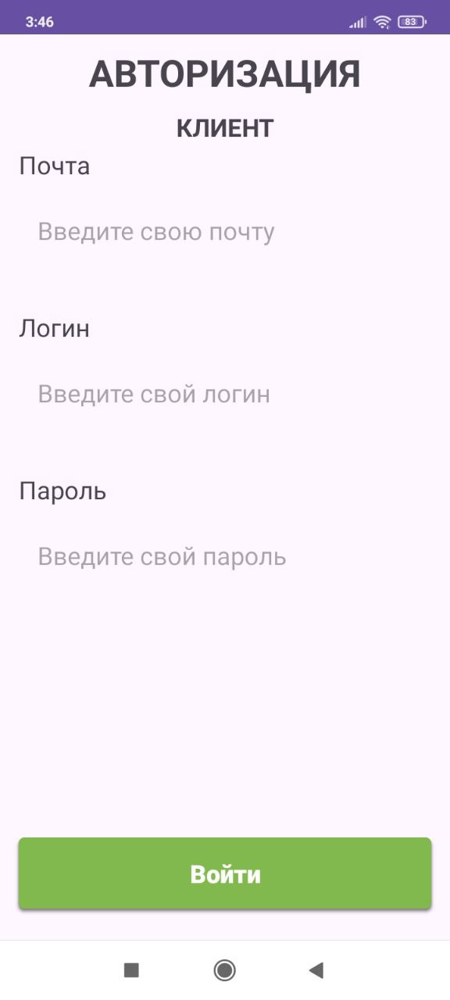 3:46
83
АВТОРИЗАЦИЯ
КЛИЕНТ
Почта
Введите свою почту
Логин
Введите свой логин
Пароль
Введите свой пароль
Войти